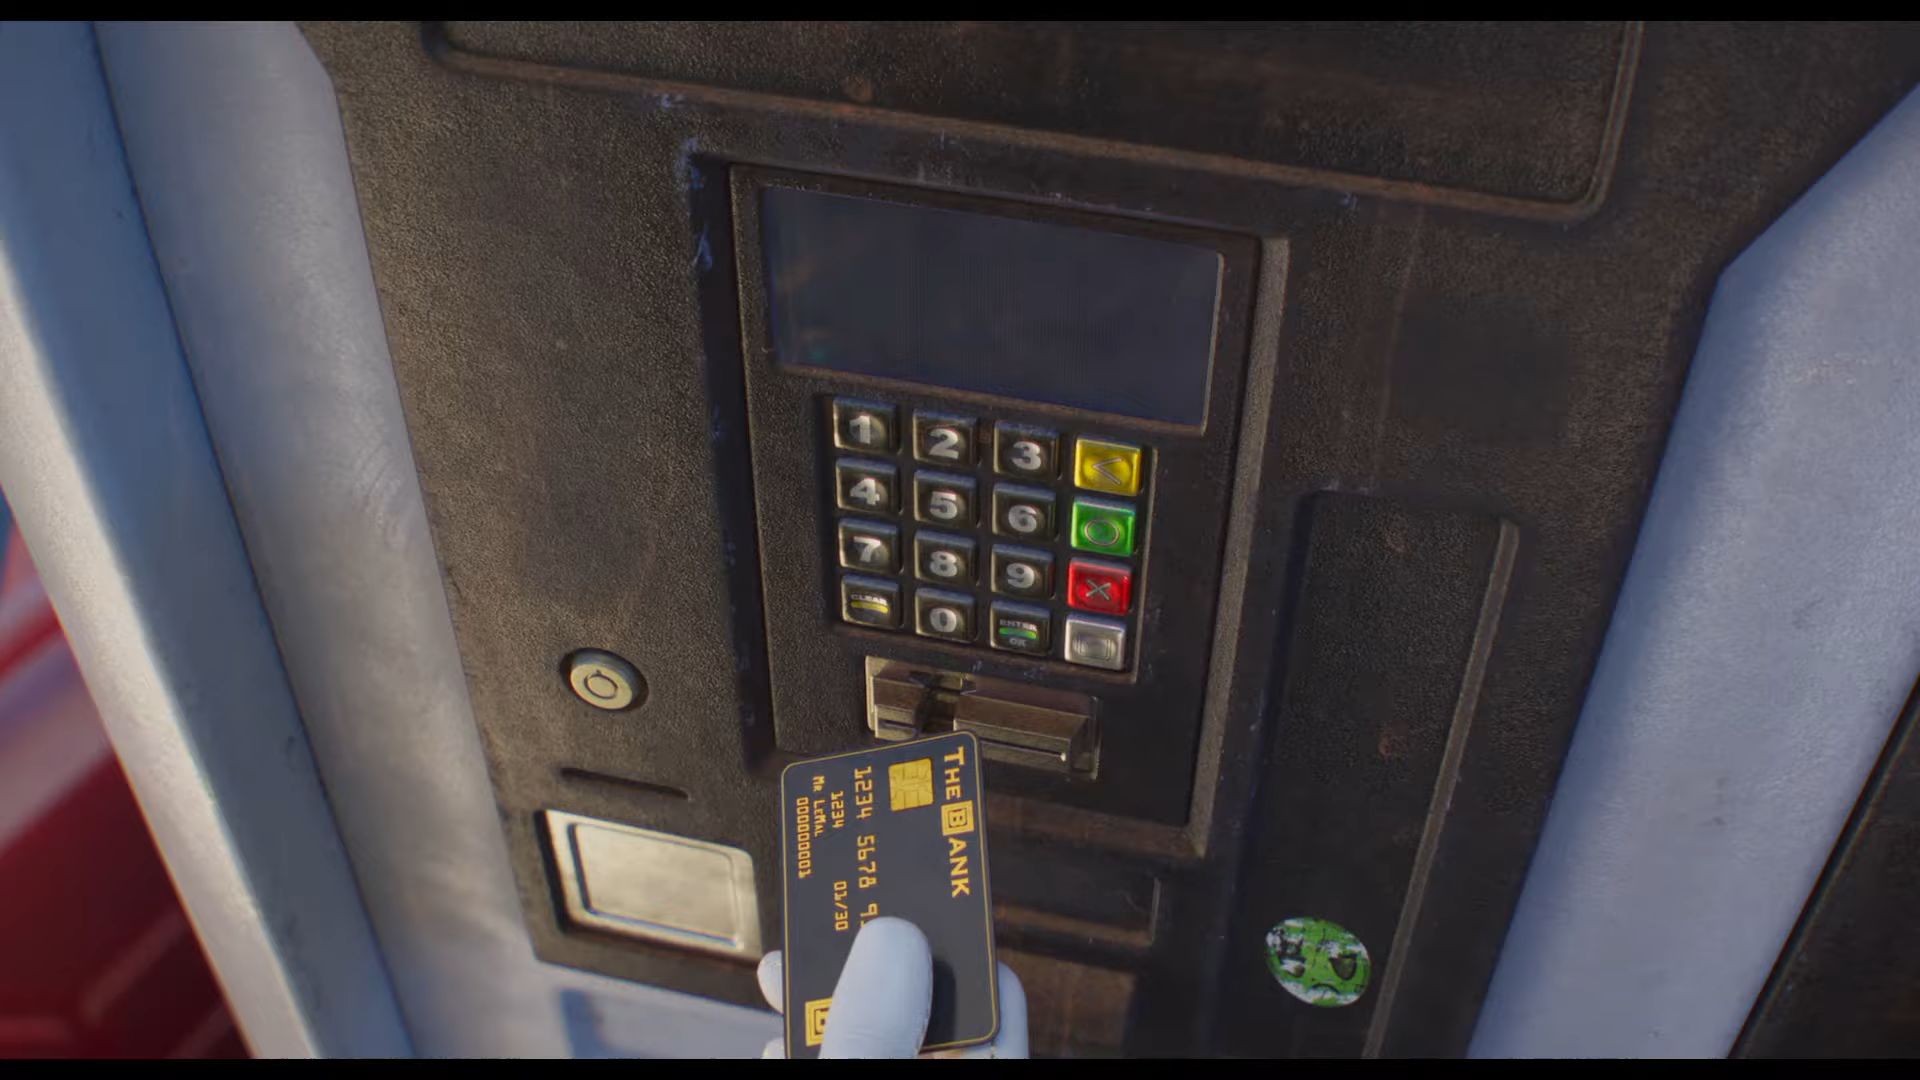 1 2 3 <
4 5 6 O
7 8 9 X
CLEAR 0 ENTER OK
THE BANK
1234 5678 9
1234 01/30
MR LEMAL
000000001
B